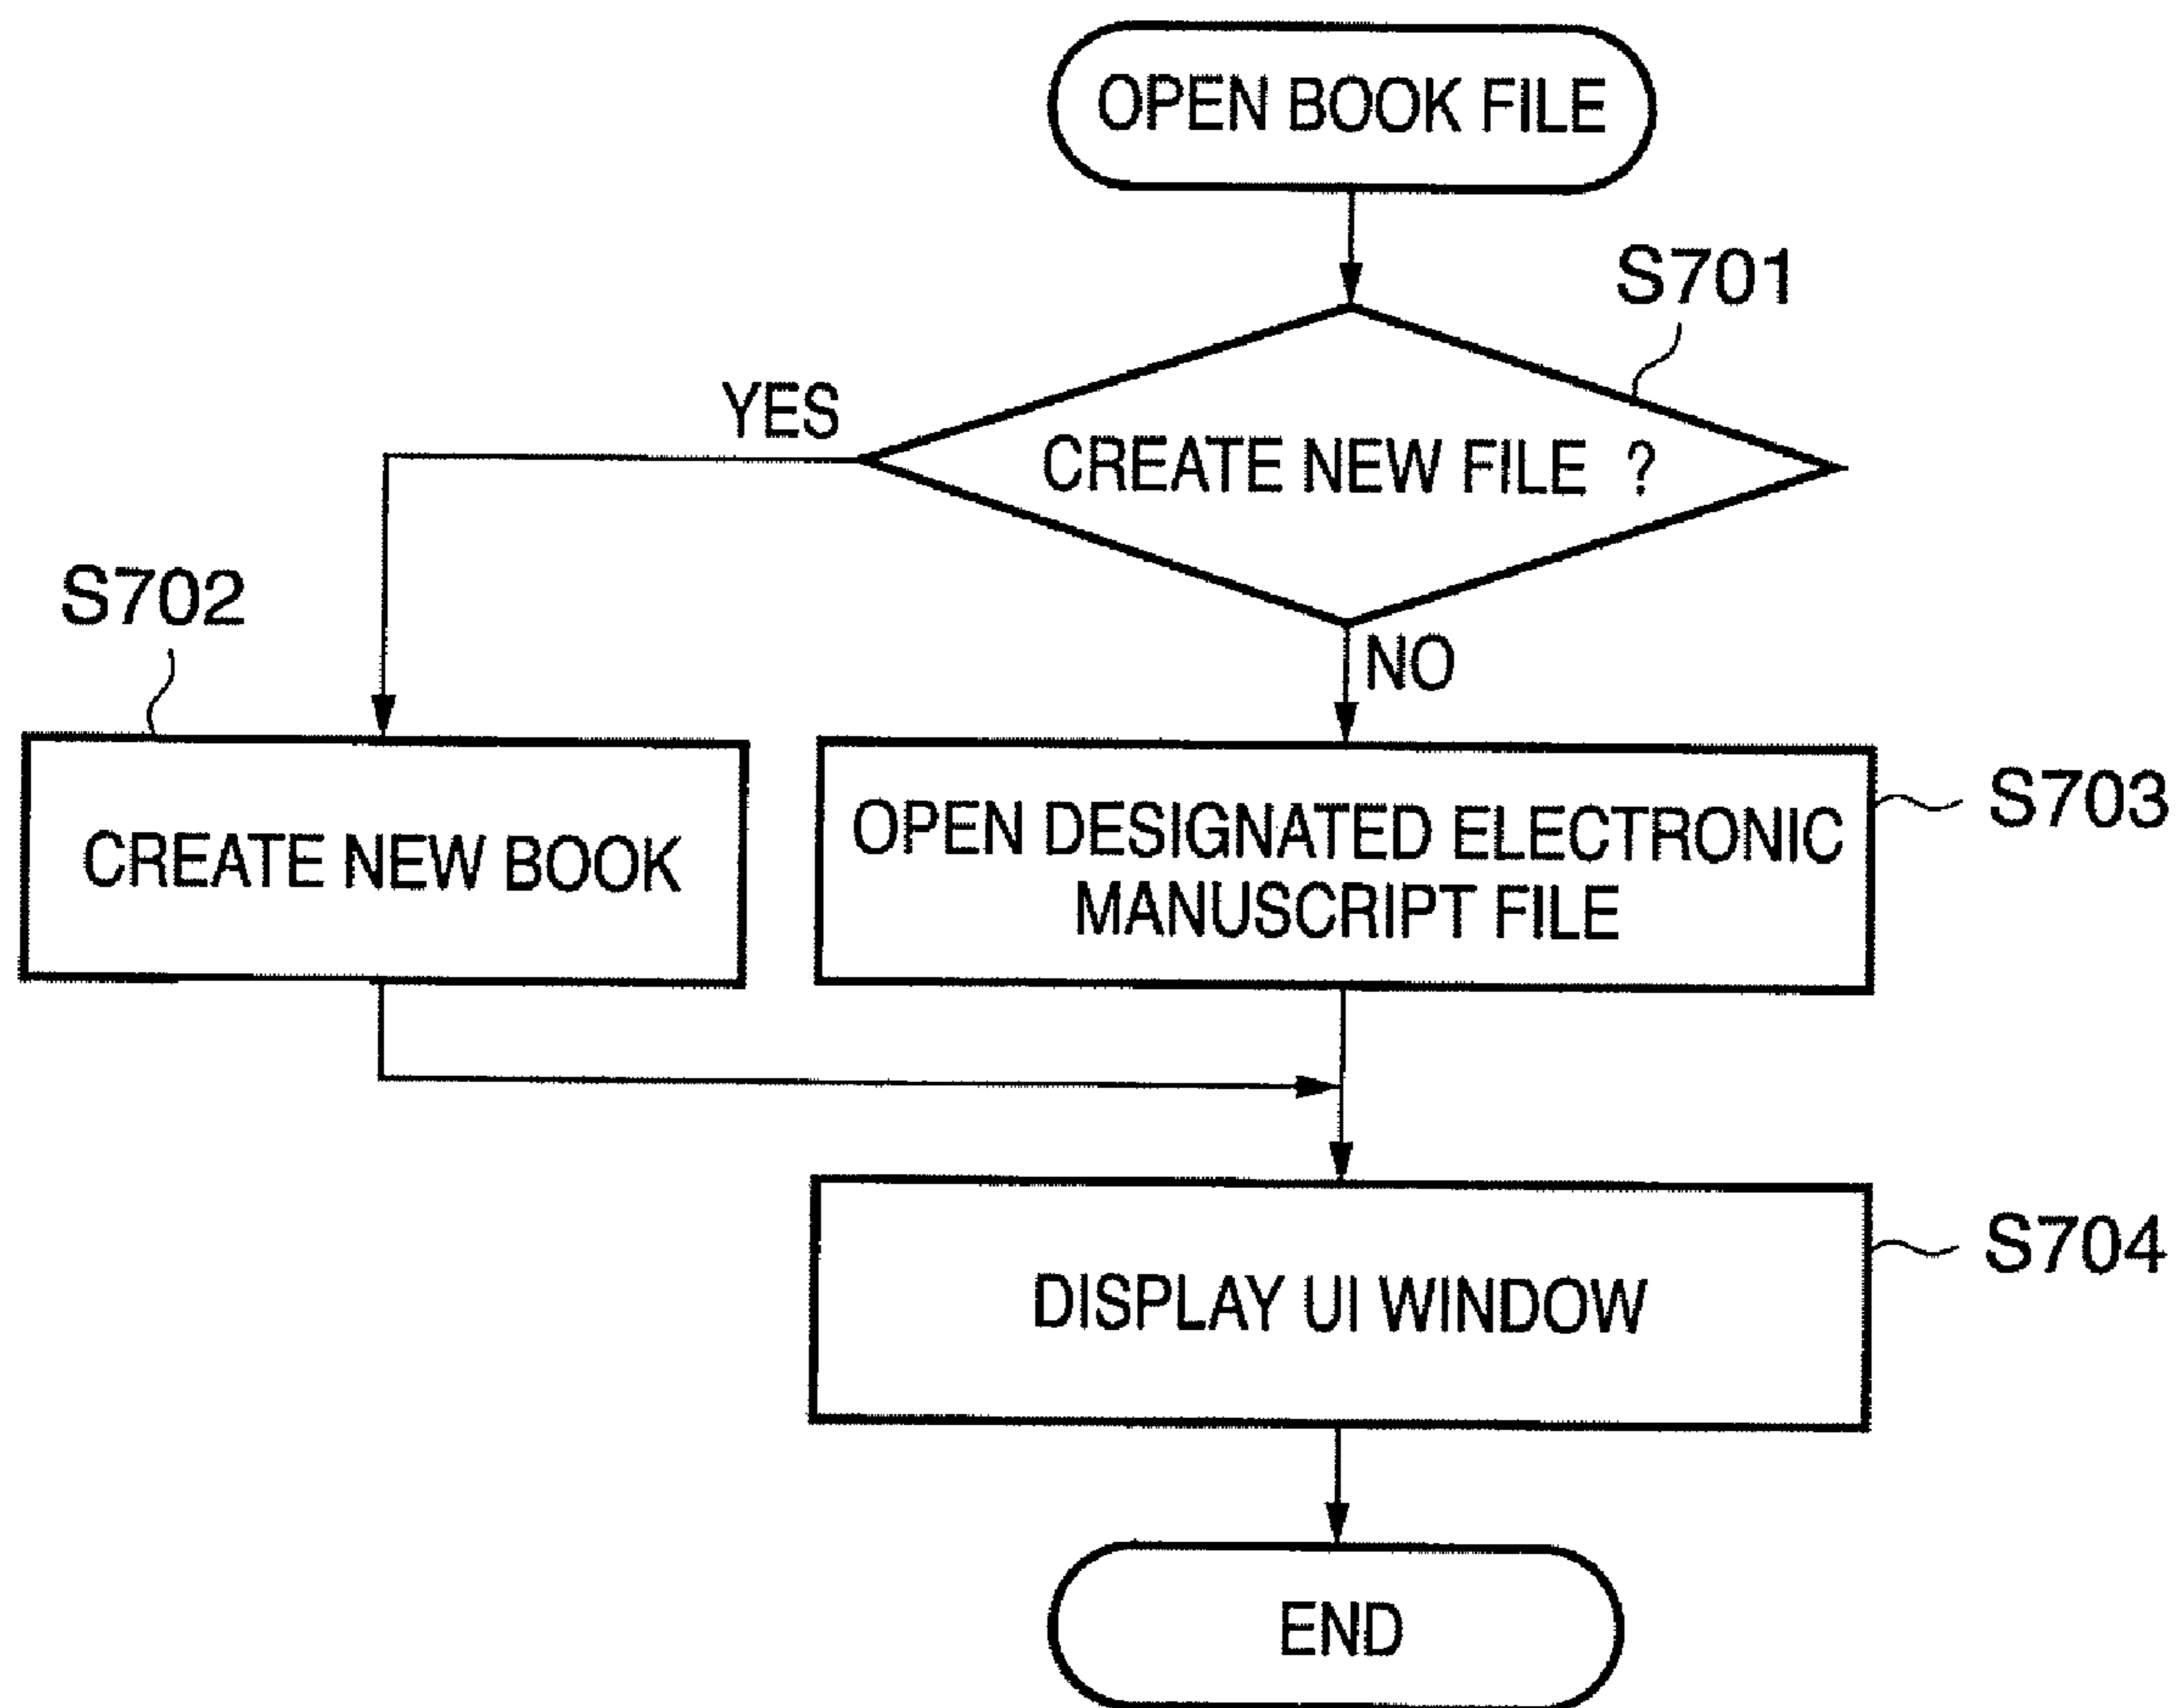 OPEN BOOK FILE
S701
YES
CREATE NEW FILE ?
S702
NO
CREATE NEW BOOK
OPEN DESIGNATED ELECTRONIC
MANUSCRIPT FILE
S703
DISPLAY UI WINDOW
S704
END